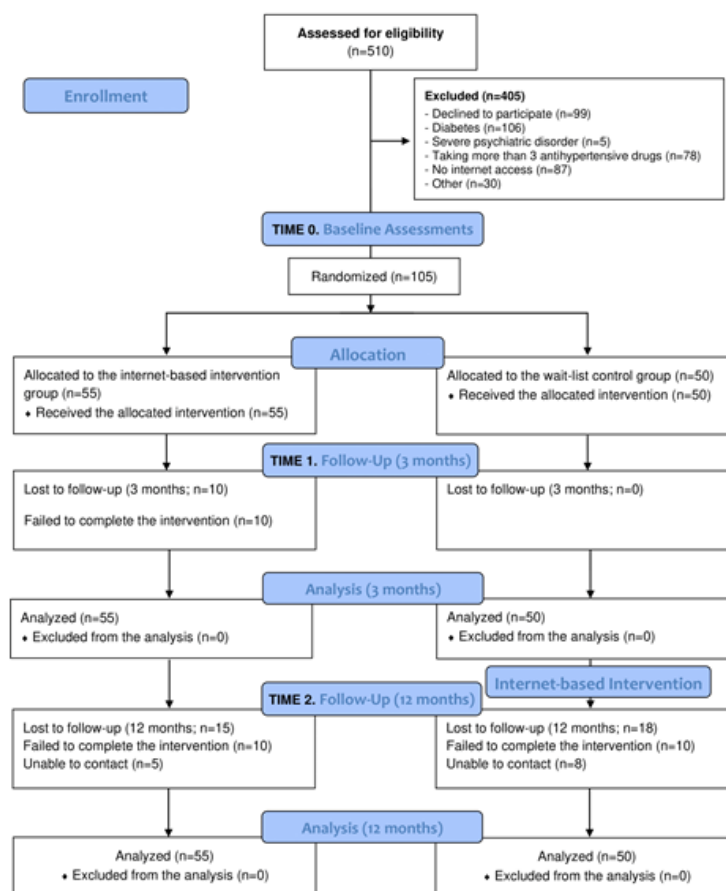 Assessed for eligibility
(n=510)
Enrollment
Excluded (n=405)
- Declined to participate (n=99)
- Diabetes (n=106)
- Severe psychiatric disorder (n=5)
- Taking more than 3 antihypertensive drugs (n=78)
- No internet access (n=87)
- Other (n=30)
TIME 0. Baseline Assessments
Randomized (n=105)
Allocation
Allocated to the internet-based intervention
group (n=55)
♦ Received the allocated intervention (n=55)
Allocated to the wait-list control group (n=50)
♦ Received the allocated intervention (n=50)
TIME 1. Follow-Up (3 months)
Lost to follow-up (3 months; n=10)
Failed to complete the intervention (n=10)
Lost to follow-up (3 months; n=0)
Analysis (3 months)
Analyzed (n=55)
♦ Excluded from the analysis (n=0)
Analyzed (n=50)
♦ Excluded from the analysis (n=0)
Internet-based Intervention
TIME 2. Follow-Up (12 months)
Lost to follow-up (12 months; n=15)
Failed to complete the intervention (n=10)
Unable to contact (n=5)
Lost to follow-up (12 months; n=18)
Failed to complete the intervention (n=10)
Unable to contact (n=8)
Analysis (12 months)
Analyzed (n=55)
♦ Excluded from the analysis (n=0)
Analyzed (n=50)
♦ Excluded from the analysis (n=0)